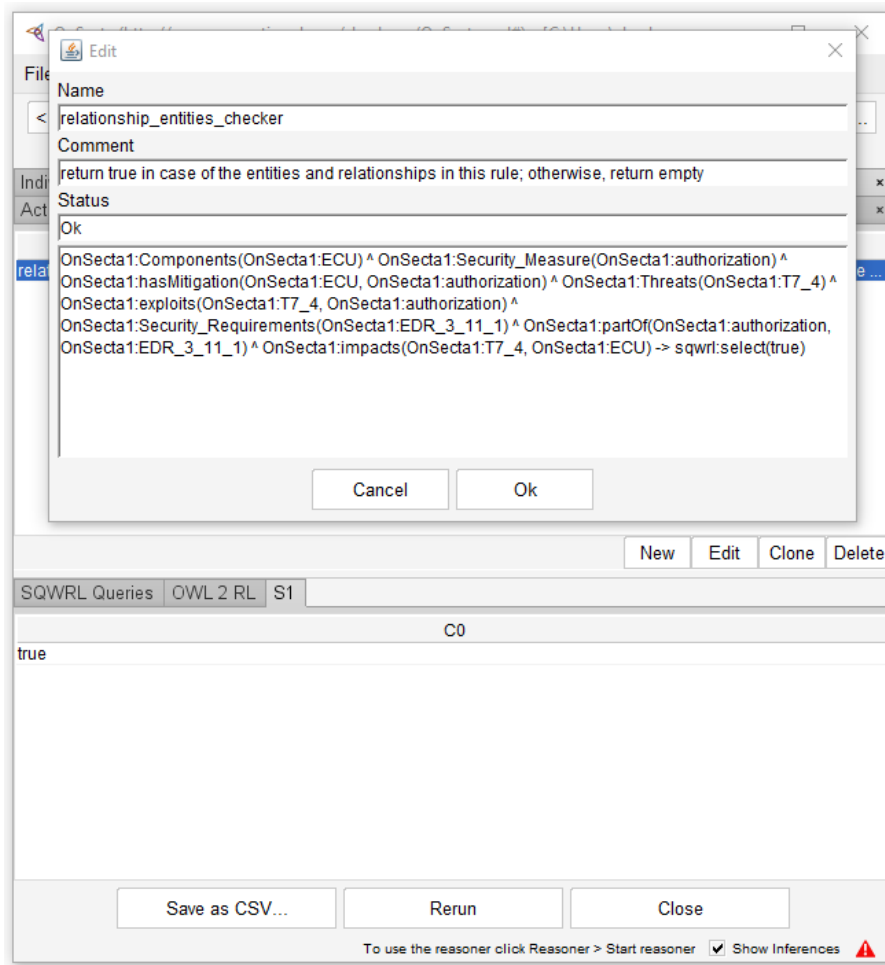 Edit
File
Name
<
relationship_entities_checker
..
Comment
return true in case of the entities and relationships in this rule; otherwise, return empty
Indi
Status
Act
Ok
OnSecta1:Components(OnSecta1:ECU) ^ OnSecta1:Security_Measure(OnSecta1:authorization) ^
rela
OnSecta1:hasMitigation(OnSecta1:ECU, OnSecta1:authorization) ^ OnSecta1:Threats(OnSecta1:T7_4) ^
e ...
OnSecta1:exploits(OnSecta1:T7_4, OnSecta1:authorization) ^
OnSecta1:Security_Requirements(OnSecta1:EDR_3_11_1) ^ OnSecta1:partOf(OnSecta1:authorization,
OnSecta1:EDR_3_11_1) ^ OnSecta1:impacts(OnSecta1:T7_4, OnSecta1:ECU) -> sqwrl:select(true)
Cancel Ok
New Edit Clone Delete
SQWRL Queries OWL 2 RL S1
C0
true
Save as CSV... Rerun Close
To use the reasoner click Reasoner > Start reasoner Show Inferences